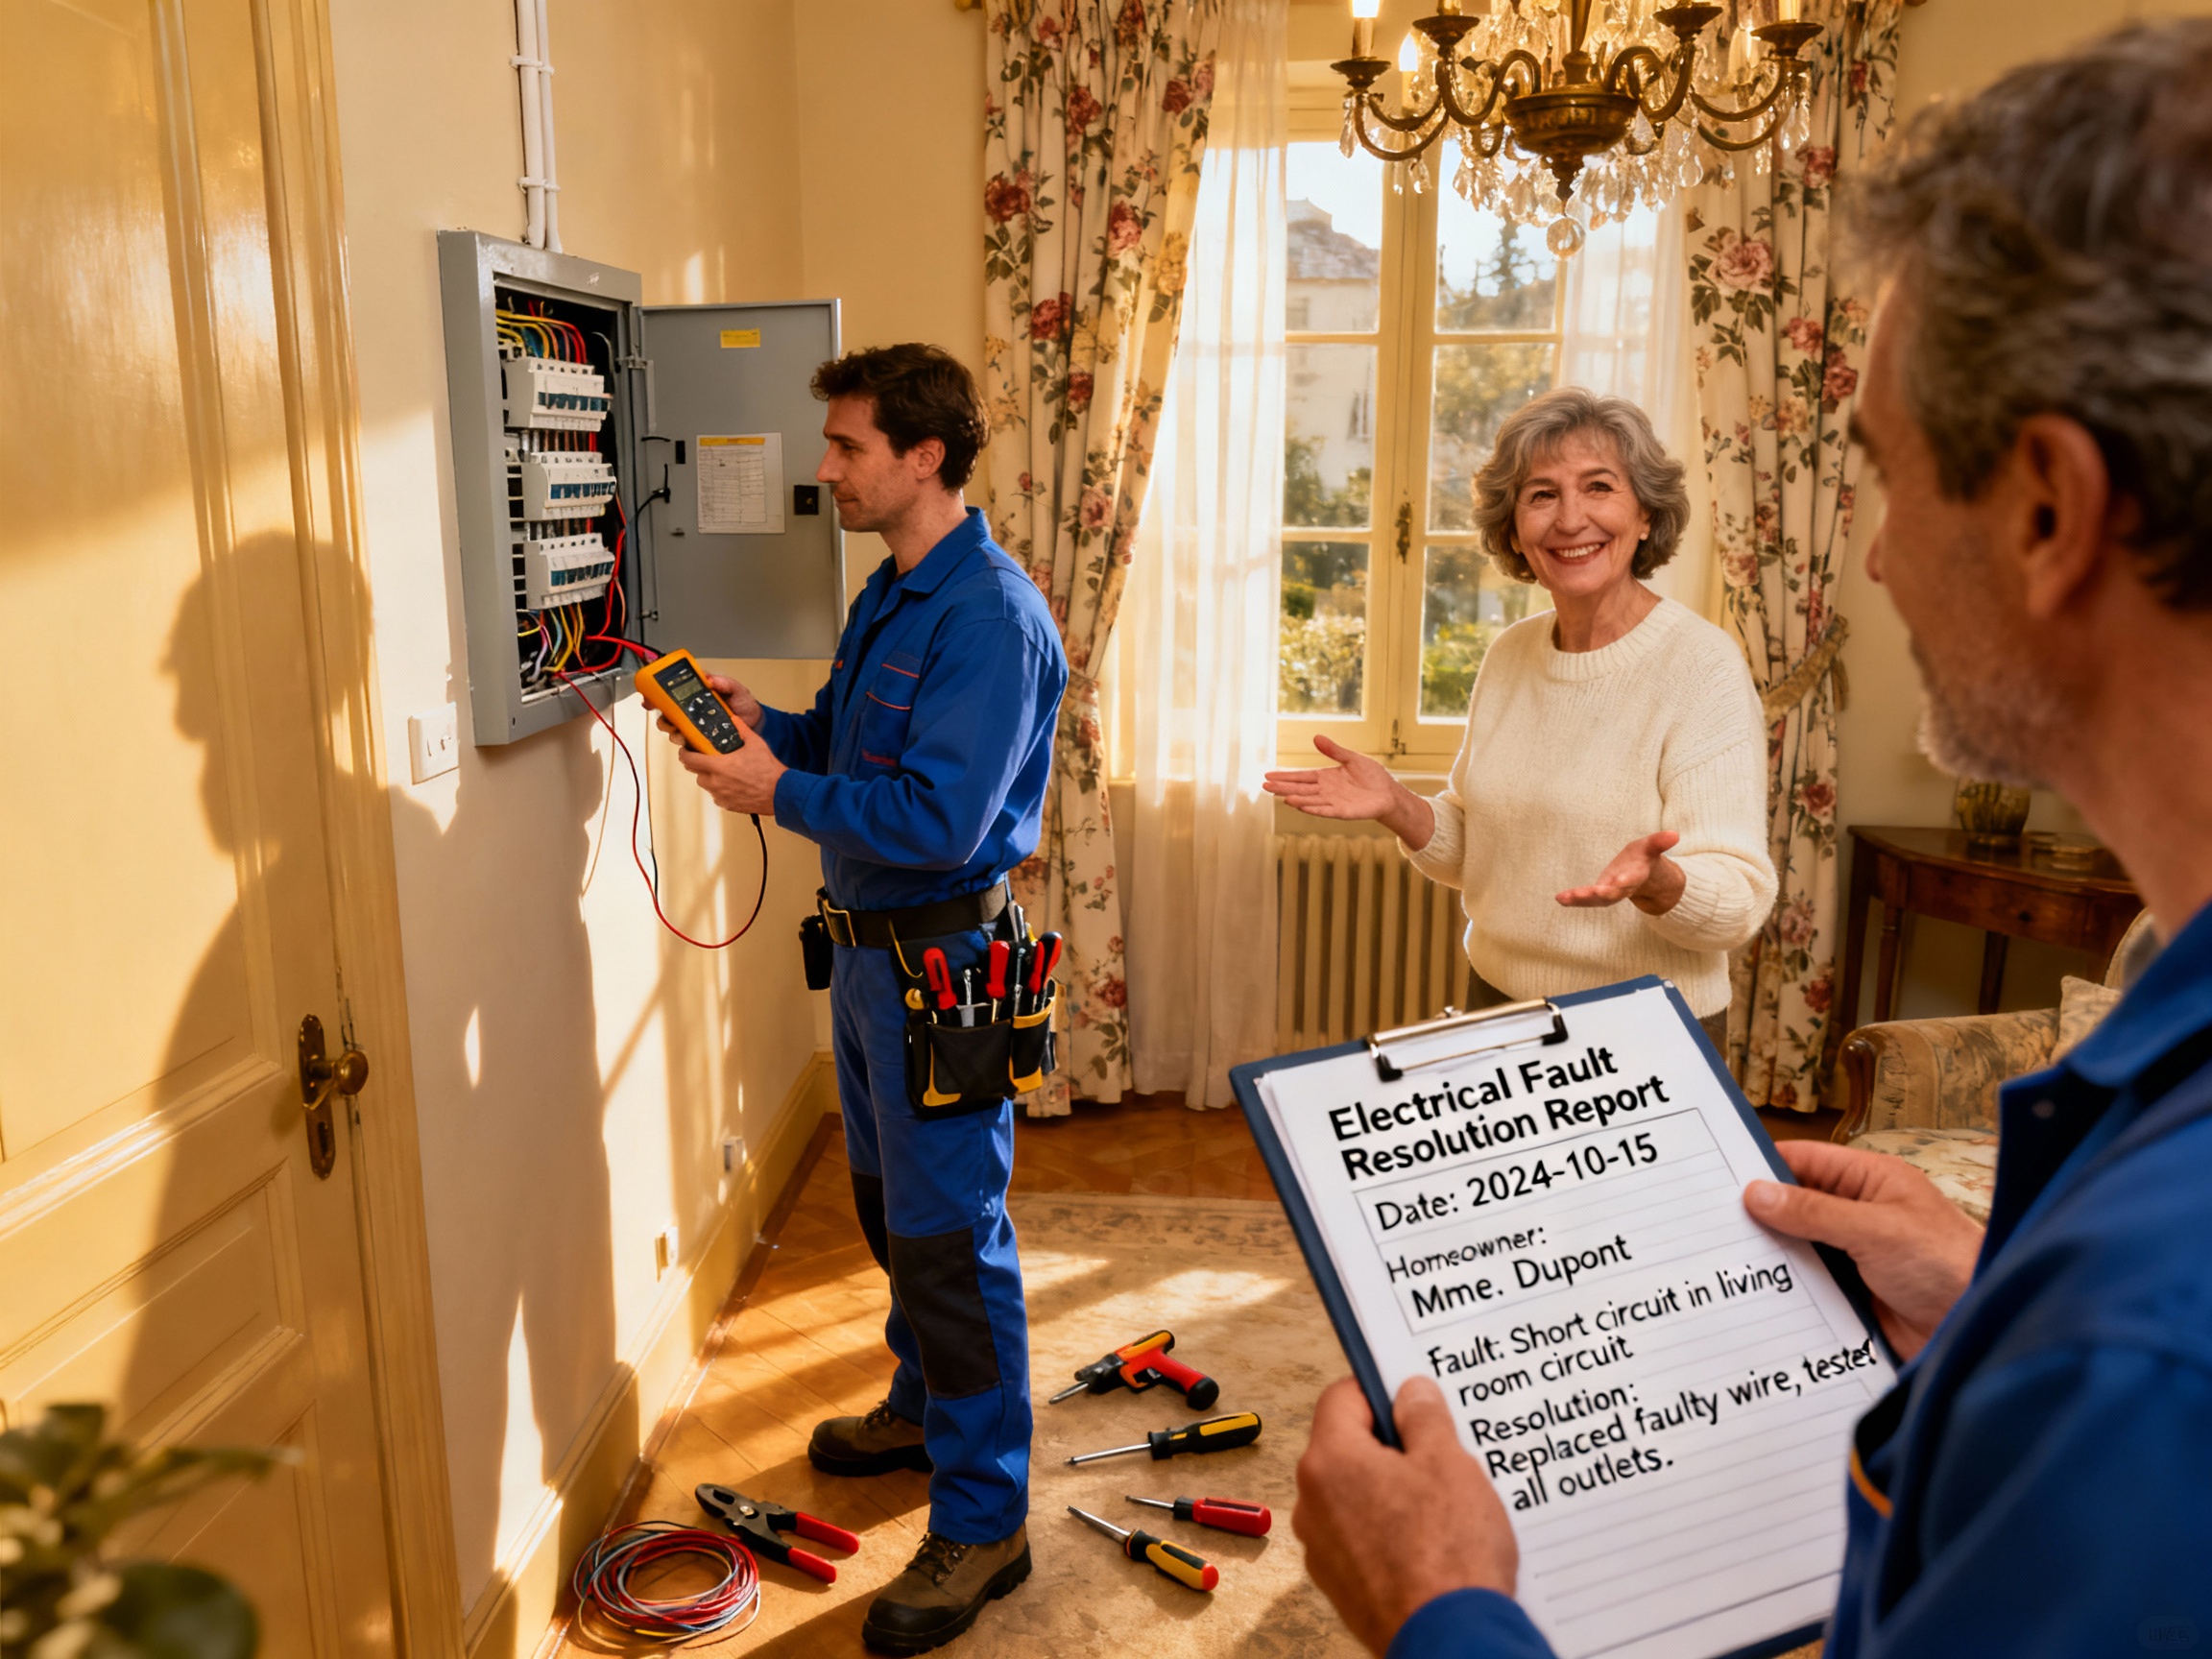 Electrical Fault
Resolution Report
Date: 2024-10-15
Homeowner:
Mme. Dupont
Fault: Short circuit in living
room circuit
Resolution:
Replaced faulty wire, tested
all outlets.